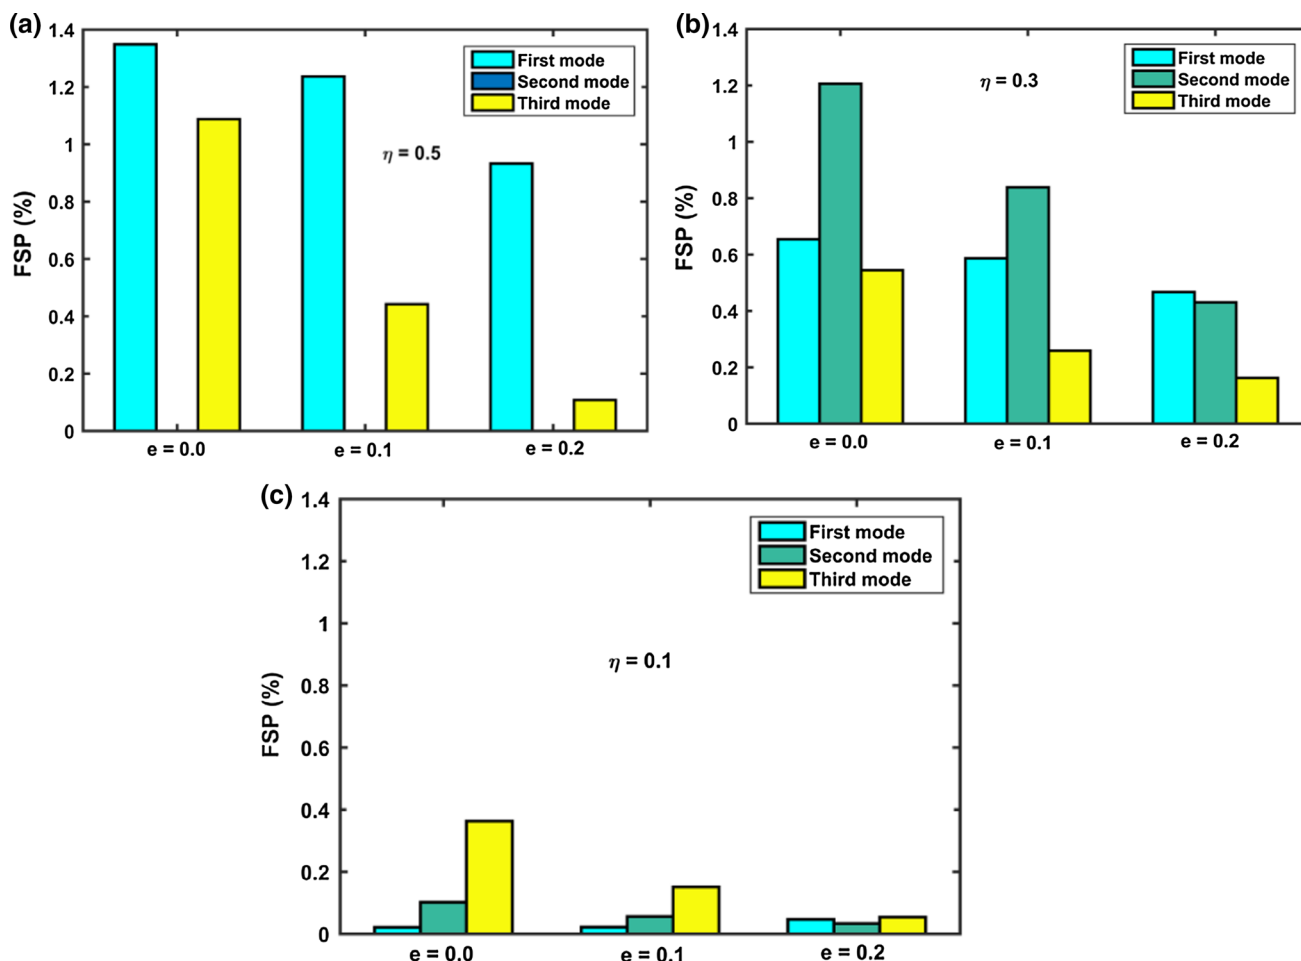 (a)
1.4
1.2
1
0.8
0.6
0.4
0.2
0
FSP (%)
First mode
Second mode
Third mode
η = 0.5
e = 0.0
e = 0.1
e = 0.2
(b)
1.4
1.2
1
0.8
0.6
0.4
0.2
0
FSP (%)
First mode
Second mode
Third mode
η = 0.3
e = 0.0
e = 0.1
e = 0.2
(c)
1.4
1.2
1
0.8
0.6
0.4
0.2
0
FSP (%)
First mode
Second mode
Third mode
η = 0.1
e = 0.0
e = 0.1
e = 0.2